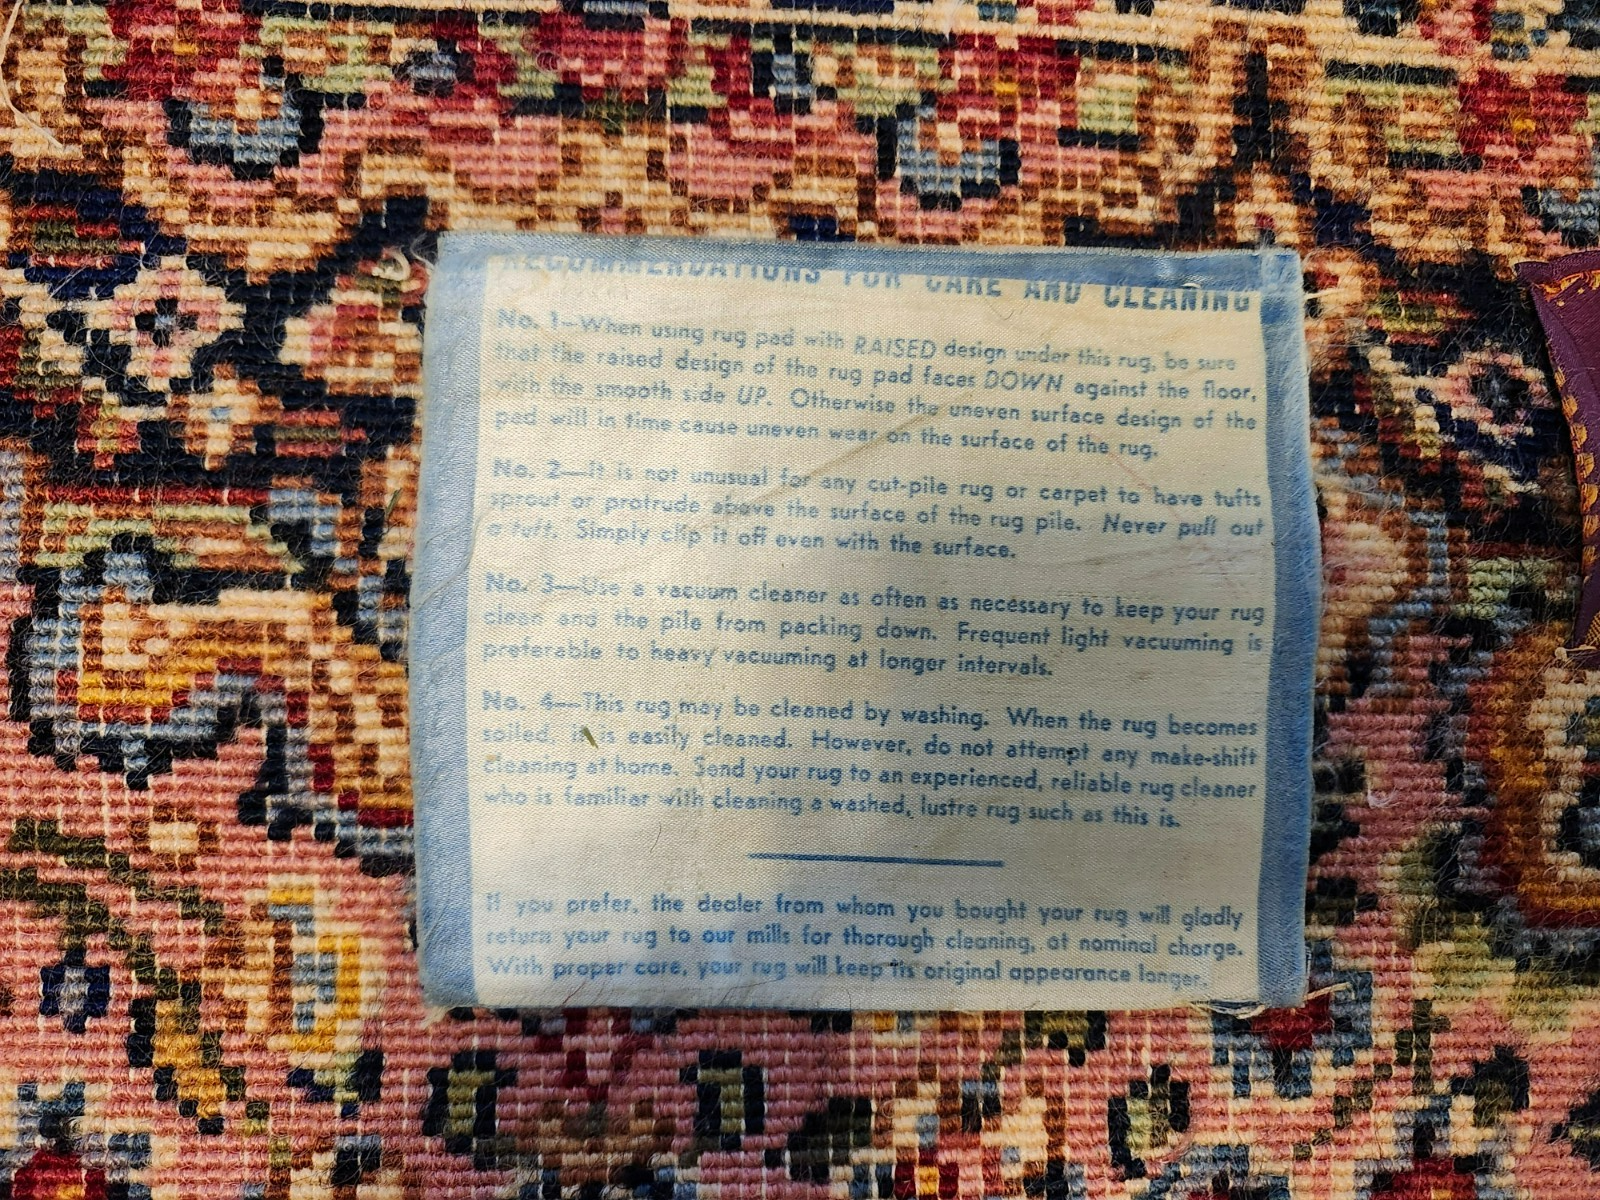 RECOMMENDATIONS FOR CARE AND CLEANING
No. 1—When using rug pad with RAISED design under this rug, be sure
that the raised design of the rug pad faces DOWN against the floor,
with the smooth side UP. Otherwise the uneven surface design of the
pad will in time cause uneven wear on the surface of the rug.
No. 2—It is not unusual for any cut-pile rug or carpet to have tufts
sprout or protrude above the surface of the rug pile. Never pull out
a tuft. Simply clip it off even with the surface.
No. 3—Use a vacuum cleaner as often as necessary to keep your rug
clean and the pile from packing down. Frequent light vacuuming is
preferable to heavy vacuuming at longer intervals.
No. 4—This rug may be cleaned by washing. When the rug becomes
soiled, it is easily cleaned. However, do not attempt any make-shift
cleaning at home. Send your rug to an experienced, reliable rug cleaner
who is familiar with cleaning a washed, lustre rug such as this is.
If you prefer, the dealer from whom you bought your rug will gladly
return your rug to our mills for thorough cleaning, at nominal charge.
With proper care, your rug will keep its original appearance longer.